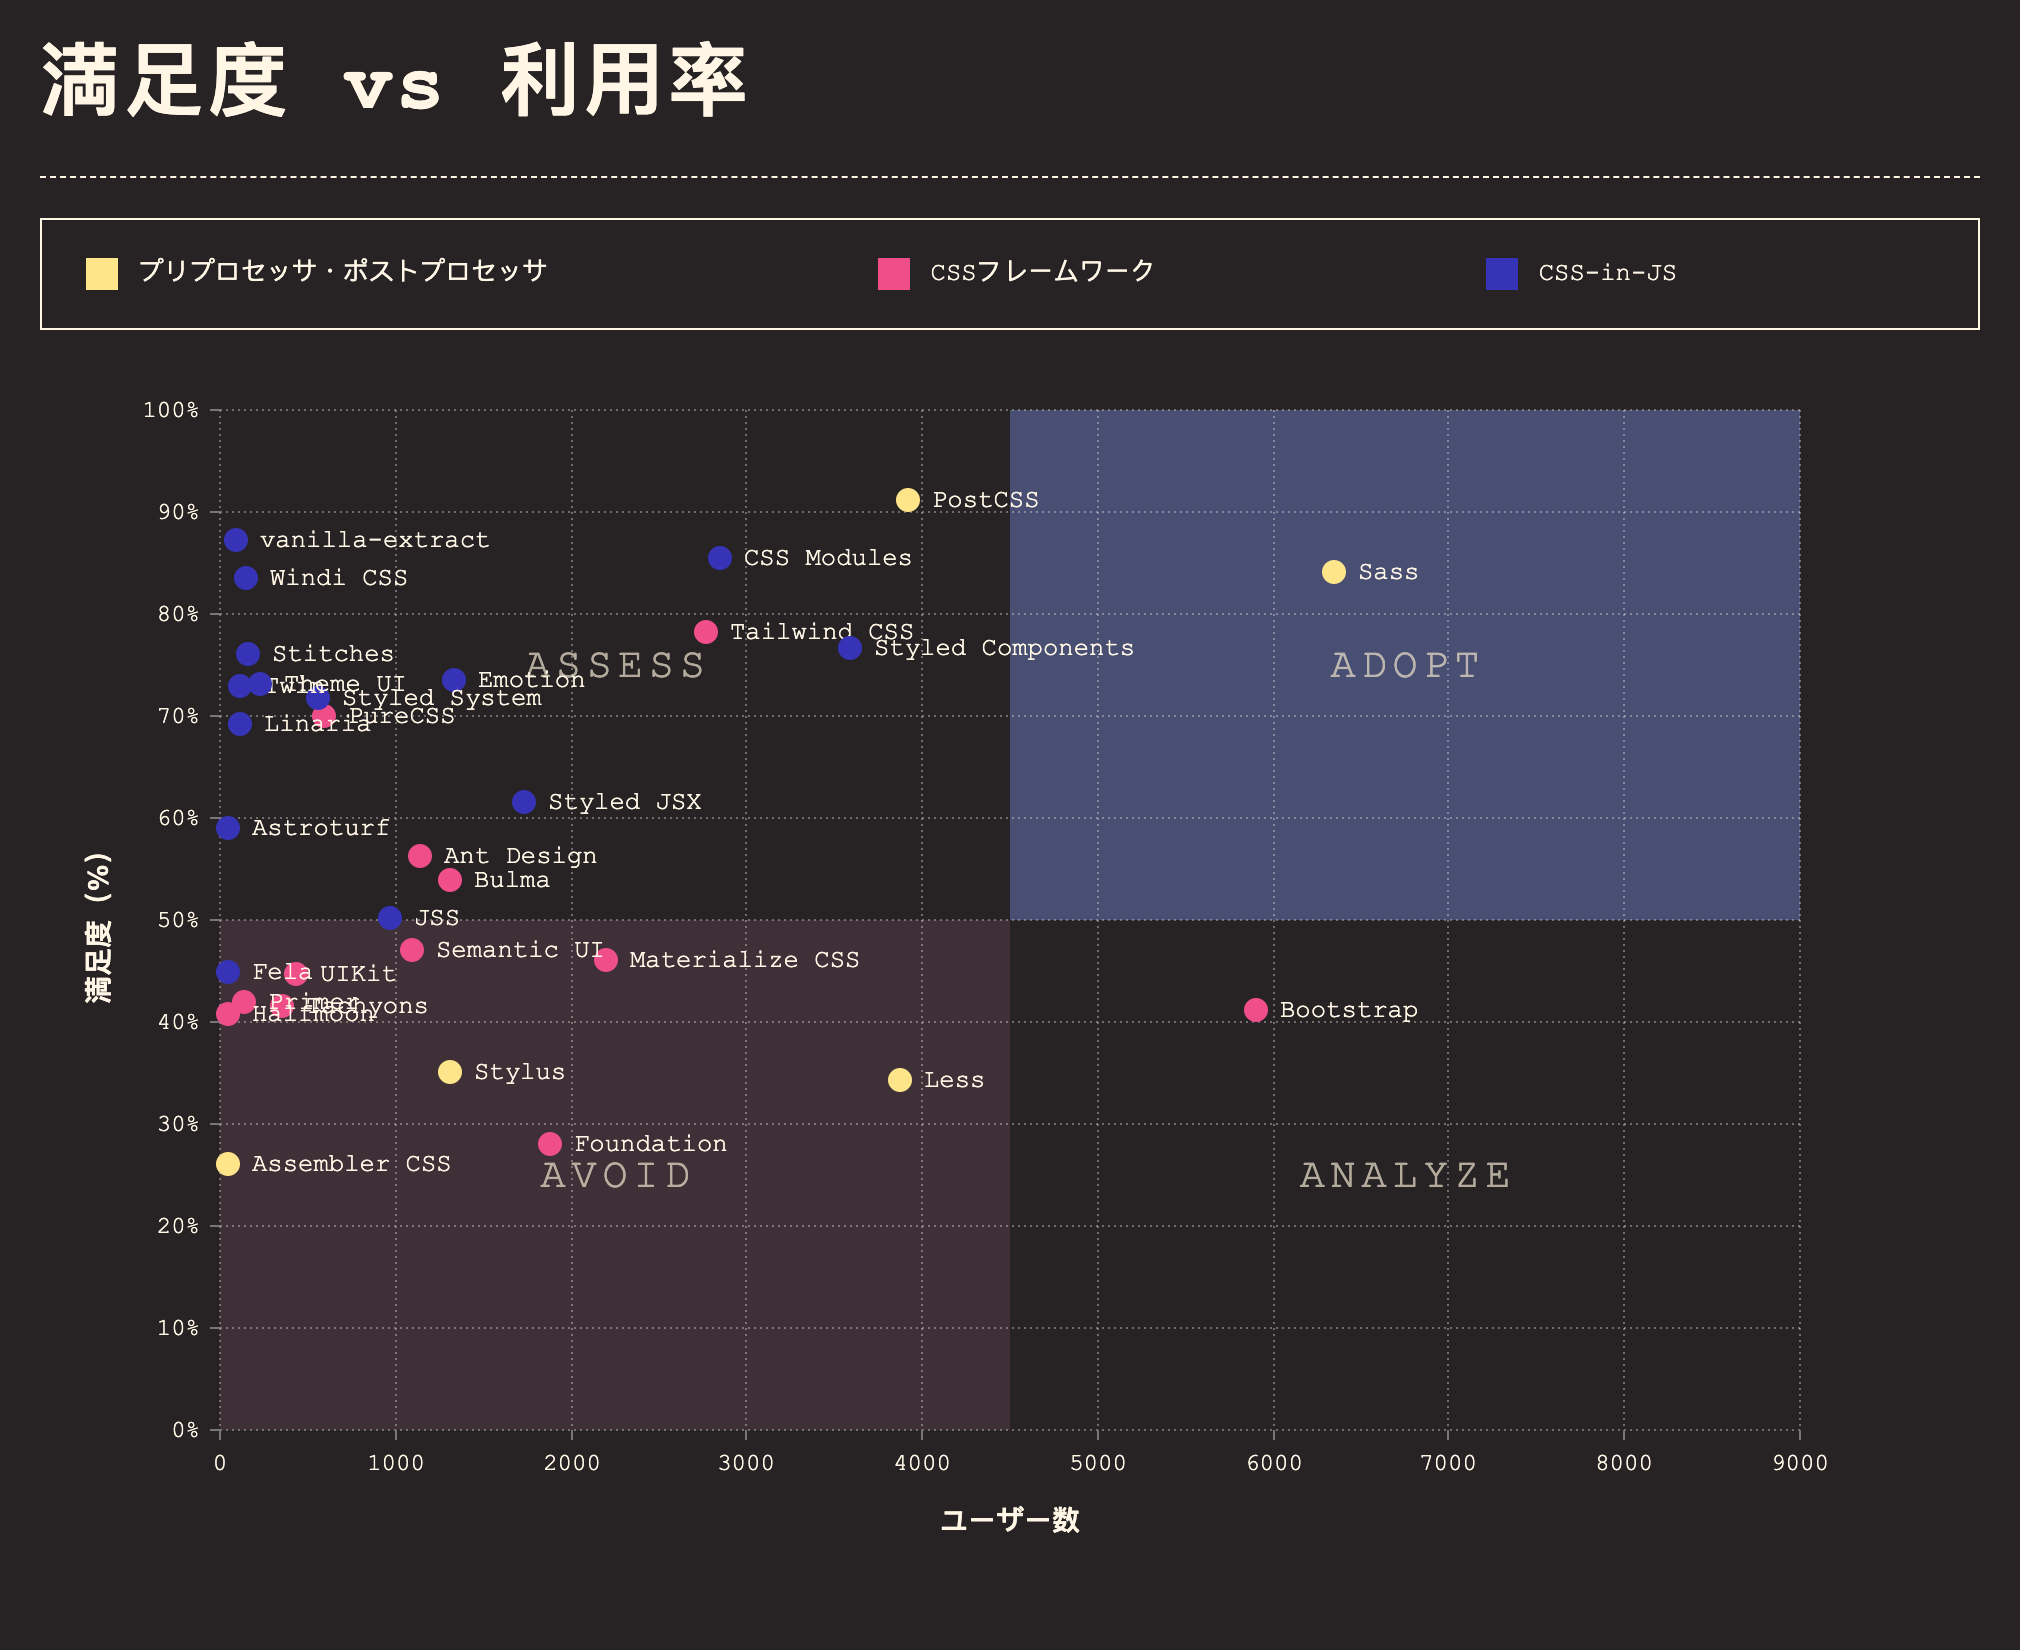 満足度 vs 利用率
プリプロセッサ・ポストプロセッサ
CSSフレームワーク
CSS-in-JS
100%
PostCSS
90%
vanilla-extract
CSS Modules
Windi CSS
Sass
80%
Tailwind CSS
Styled Components
Stitches
ASSESS
ADOPT
Twin
Theme UI
Emotion
Styled System
70%
PureCSS
Linaria
Styled JSX
60%
Astroturf
Ant Design
Bulma
満足度 (%)
50%
JSS
Semantic UI
Materialize CSS
Fela
UIKit
Primer
Tachyons
Halfmoon
Bootstrap
40%
Stylus
Less
30%
Foundation
Assembler CSS
AVOID
ANALYZE
20%
10%
0%
0
1000
2000
3000
4000
5000
6000
7000
8000
9000
ユーザー数